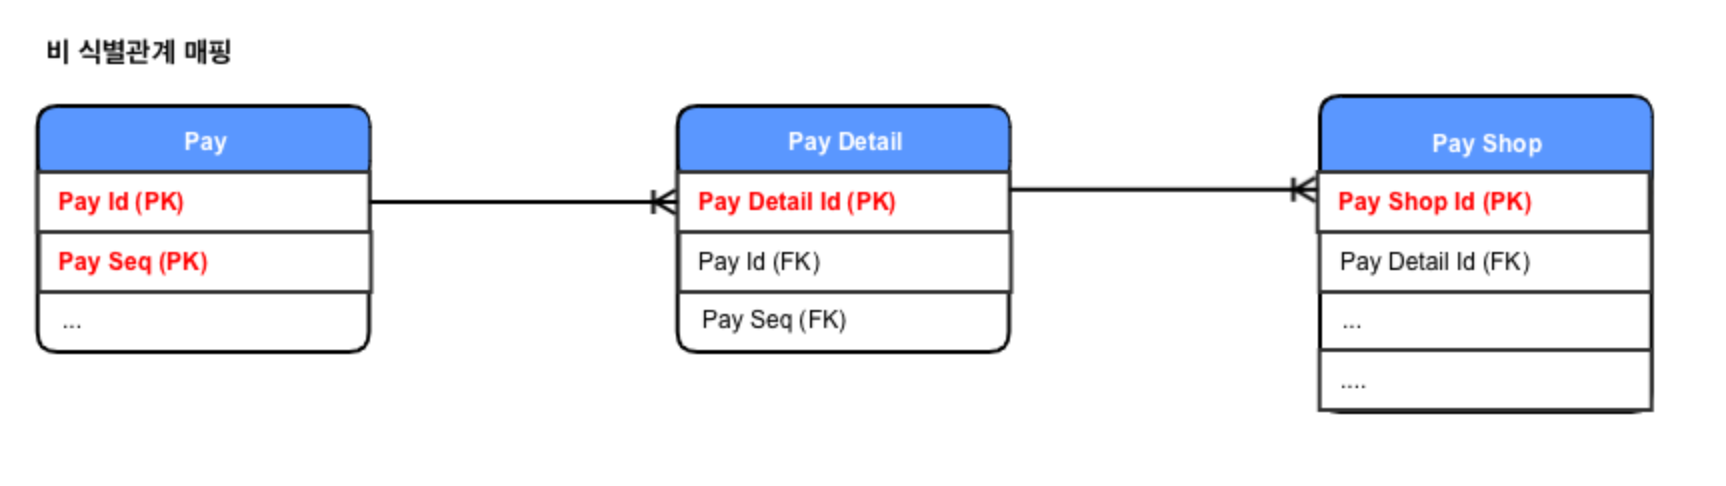 비 식별관계 매핑
Pay
Pay Id (PK)
Pay Seq (PK)
...
Pay Detail
Pay Detail Id (PK)
Pay Id (FK)
Pay Seq (FK)
Pay Shop
Pay Shop Id (PK)
Pay Detail Id (FK)
...
....